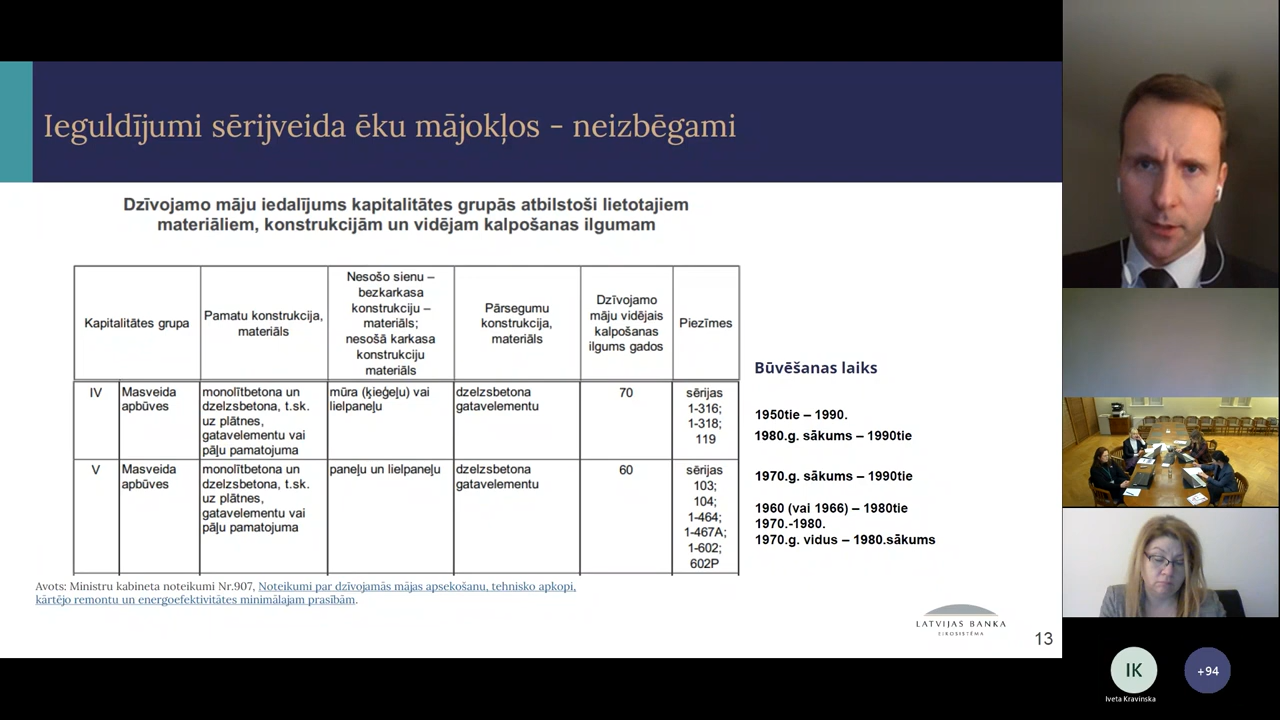 Ieguldījumi sērijveida ēku mājokļos - neizbēgami
Dzīvojamo māju iedalījums kapitalitātes grupās atbilstoši lietotajiem
materiāliem, konstrukcijām un vidējam kalpošanas ilgumam
Kapitalitātes grupa
Pamatu konstrukcija,
materiāls
Nesošo sienu –
bezkarkasa
konstrukciju –
materiāls;
nesošā karkasa
konstrukciju
materiāls
Pārsegumu
konstrukcija,
materiāls
Dzīvojamo
māju vidējais
kalpošanas
ilgums gados
Piezīmes
IV
Masveida
apbūves
monolītbetona un
dzelzsbetona, t.sk.
uz plātnes,
gatavelementu vai
pāļu pamatojuma
mūra (ķieģeļu) vai
lielpaneļu
dzelzsbetona
gatavelementu
70
sērijas
1-316;
1-318;
119
V
Masveida
apbūves
monolītbetona un
dzelzsbetona, t.sk.
uz plātnes,
gatavelementu vai
pāļu pamatojuma
paneļu un lielpaneļu
dzelzsbetona
gatavelementu
60
sērijas
103;
104;
1-464;
1-467A;
1-602;
602P
Būvēšanas laiks
1950tie – 1990.
1980.g. sākums – 1990tie
1970.g. sākums – 1990tie
1960 (vai 1966) – 1980tie
1970.-1980.
1970.g. vidus – 1980.sākums
Avots: Ministru kabineta noteikumi Nr.907, Noteikumi par dzīvojamās mājas apsekošanu, tehnisko apkopi,
kārtējo remontu un energoefektivitātes minimālajam prasībām.
LATVIJAS BANKA
EIROSISTĒMA
13
IK
Iveta Kravinska
+94